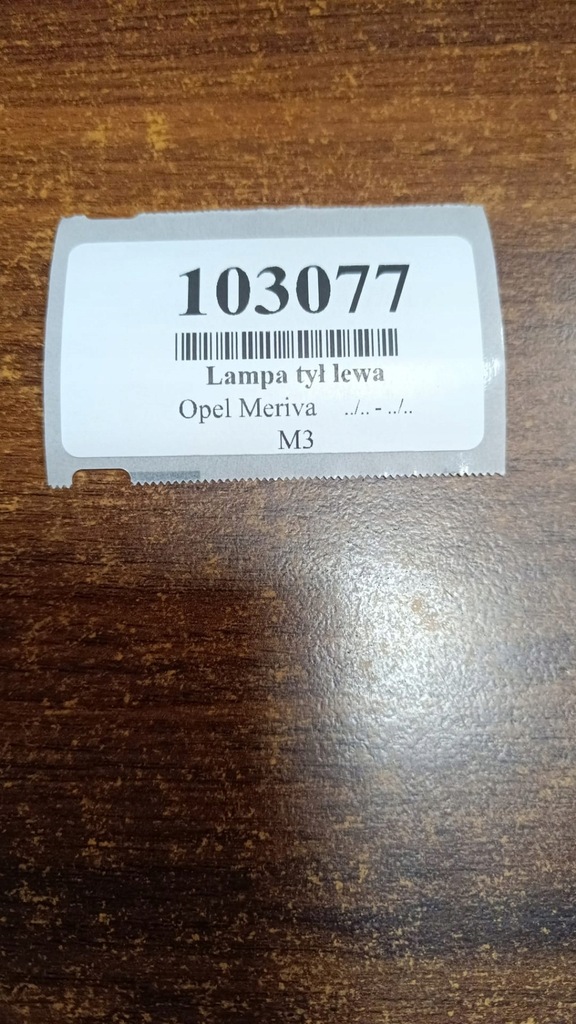 103077
Lampa tył lewa
Opel Meriva ../.. - ../..
M3